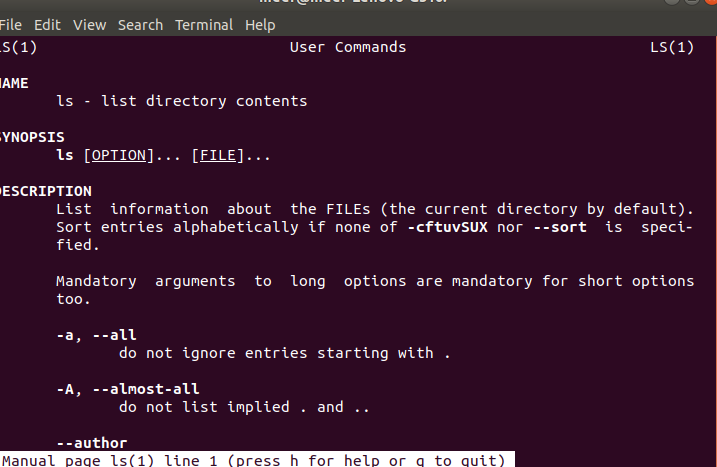 File Edit View Search Terminal Help
LS(1) User Commands LS(1)
NAME
ls - list directory contents
SYNOPSIS
ls [OPTION]... [FILE]...
DESCRIPTION
List information about the FILEs (the current directory by default).
Sort entries alphabetically if none of -cftuvSUX nor --sort is speci-
fied.
Mandatory arguments to long options are mandatory for short options
too.
-a, --all
do not ignore entries starting with .
-A, --almost-all
do not list implied . and ..
--author
Manual page ls(1) line 1 (press h for help or q to quit)